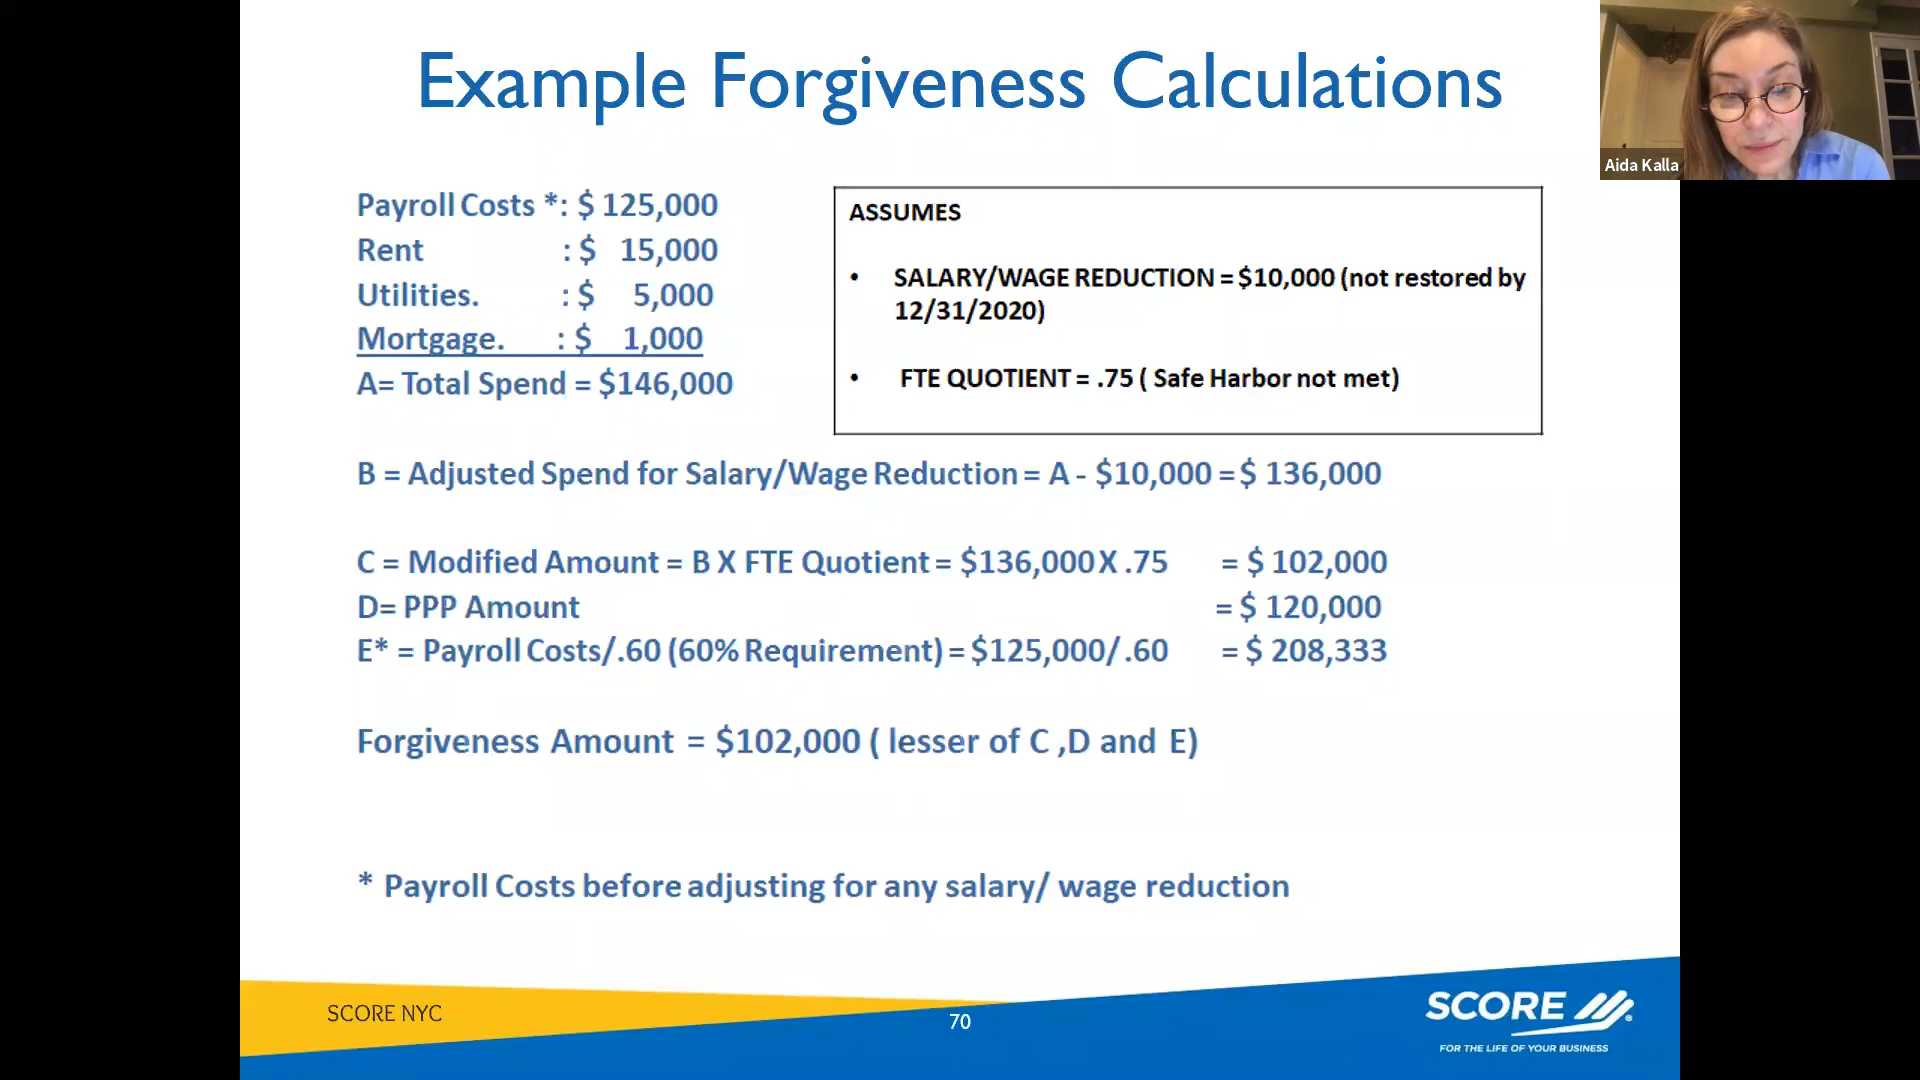 Example Forgiveness Calculations
Aida Kalla
Payroll Costs *: $ 125,000
Rent : $ 15,000
Utilities. : $ 5,000
Mortgage. : $ 1,000
A= Total Spend = $146,000
ASSUMES
• SALARY/WAGE REDUCTION = $10,000 (not restored by
12/31/2020)
• FTE QUOTIENT = .75 ( Safe Harbor not met)
B = Adjusted Spend for Salary/Wage Reduction = A - $10,000 = $ 136,000
C = Modified Amount = B X FTE Quotient = $136,000 X .75 = $ 102,000
D= PPP Amount = $ 120,000
E* = Payroll Costs/.60 (60% Requirement) = $125,000/.60 = $ 208,333
Forgiveness Amount = $102,000 ( lesser of C ,D and E)
* Payroll Costs before adjusting for any salary/ wage reduction
SCORE NYC
70
SCORE
FOR THE LIFE OF YOUR BUSINESS